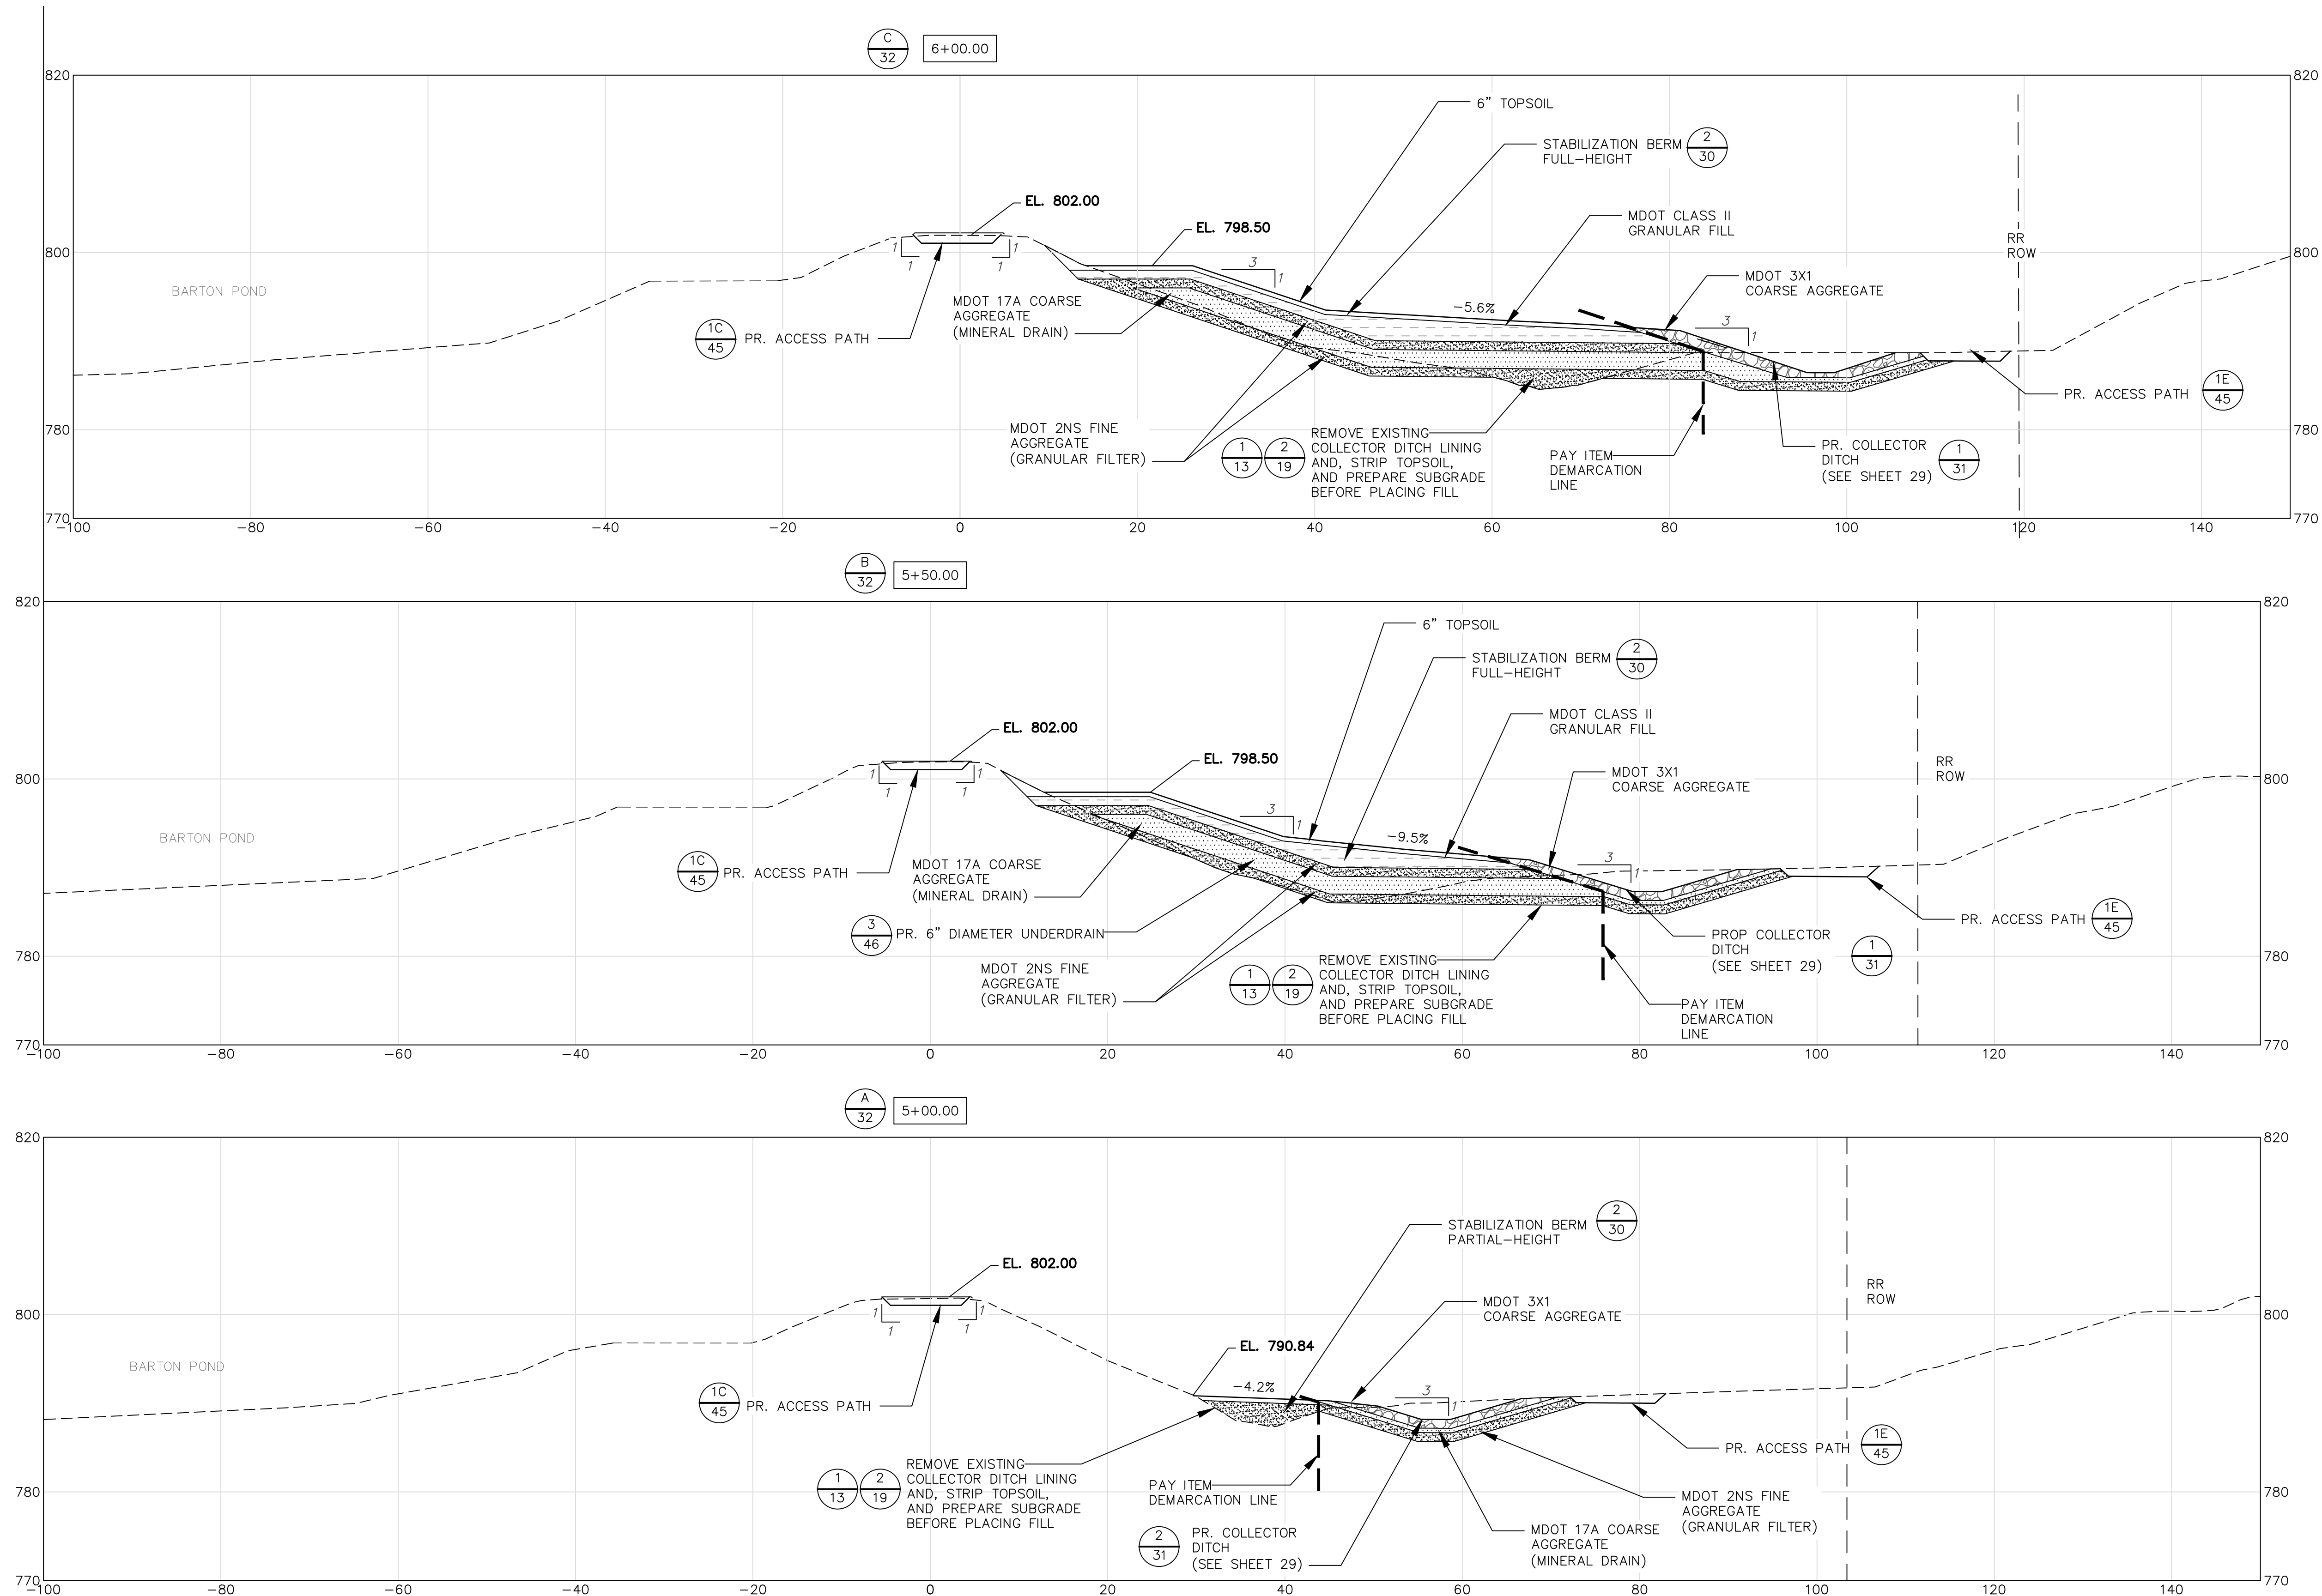 C
32
6+00.00
820
820
6” TOPSOIL
STABILIZATION BERM
FULL-HEIGHT
2
30
EL. 802.00
EL. 798.50
MDOT CLASS II
GRANULAR FILL
RR
ROW
800
800
1
1
1
1
3
1
MDOT 3X1
COARSE AGGREGATE
BARTON POND
MDOT 17A COARSE
AGGREGATE
(MINERAL DRAIN)
-5.6%
3
1
1C
45
PR. ACCESS PATH
PR. ACCESS PATH
1E
45
780
780
MDOT 2NS FINE
AGGREGATE
(GRANULAR FILTER)
1
13
2
19
REMOVE EXISTING
COLLECTOR DITCH LINING
AND, STRIP TOPSOIL,
AND PREPARE SUBGRADE
BEFORE PLACING FILL
PAY ITEM
DEMARCATION
LINE
PR. COLLECTOR
DITCH
(SEE SHEET 29)
1
31
770
770
-100
-80
-60
-40
-20
0
20
40
60
80
100
120
140
B
32
5+50.00
820
820
6” TOPSOIL
STABILIZATION BERM
FULL-HEIGHT
2
30
MDOT CLASS II
GRANULAR FILL
EL. 802.00
EL. 798.50
RR
ROW
800
800
1
1
1
1
MDOT 3X1
COARSE AGGREGATE
3
1
-9.5%
BARTON POND
3
1
1C
45
PR. ACCESS PATH
MDOT 17A COARSE
AGGREGATE
(MINERAL DRAIN)
PR. ACCESS PATH
1E
45
3
46
PR. 6” DIAMETER UNDERDRAIN
PROP COLLECTOR
DITCH
(SEE SHEET 29)
1
31
780
780
MDOT 2NS FINE
AGGREGATE
(GRANULAR FILTER)
1
13
2
19
REMOVE EXISTING
COLLECTOR DITCH LINING
AND, STRIP TOPSOIL,
AND PREPARE SUBGRADE
BEFORE PLACING FILL
PAY ITEM
DEMARCATION
LINE
770
770
-100
-80
-60
-40
-20
0
20
40
60
80
100
120
140
A
32
5+00.00
820
820
STABILIZATION BERM
PARTIAL-HEIGHT
2
30
EL. 802.00
RR
ROW
MDOT 3X1
COARSE AGGREGATE
800
800
1
1
1
1
EL. 790.84
BARTON POND
-4.2%
3
1
1C
45
PR. ACCESS PATH
PR. ACCESS PATH
1E
45
1
13
2
19
REMOVE EXISTING
COLLECTOR DITCH LINING
AND, STRIP TOPSOIL,
AND PREPARE SUBGRADE
BEFORE PLACING FILL
PAY ITEM
DEMARCATION LINE
780
780
MDOT 2NS FINE
AGGREGATE
(GRANULAR FILTER)
2
31
PR. COLLECTOR
DITCH
(SEE SHEET 29)
MDOT 17A COARSE
AGGREGATE
(MINERAL DRAIN)
770
770
-100
-80
-60
-40
-20
0
20
40
60
80
100
120
140